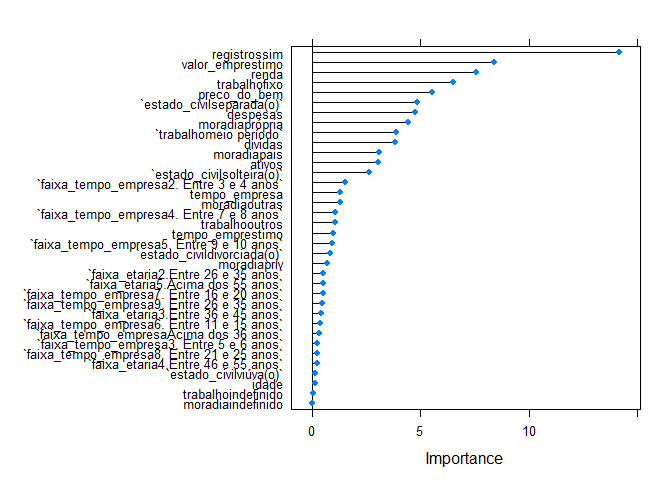 registrossim
valor_emprestimo
renda
trabalhofixo
preco_do_bem
`estado_civilseparada(o)`
despesas
moradiaprópria
`trabalhomeio período`
dividas
moradiapais
ativos
`estado_civilsolteira(o)`
`faixa_tempo_empresa2. Entre 3 e 4 anos`
tempo_empresa
moradiaoutras
`faixa_tempo_empresa4. Entre 7 e 8 anos`
trabalhooutros
tempo_emprestimo
`faixa_tempo_empresa5. Entre 9 e 10 anos`
`estado_civildivorciada(o)`
moradiapriv
`faixa_etaria2.Entre 26 e 35 anos`
`faixa_etaria5.Acima dos 55 anos`
`faixa_tempo_empresa7. Entre 16 e 20 anos`
`faixa_tempo_empresa9. Entre 26 e 35 anos`
`faixa_etaria3.Entre 36 e 45 anos`
`faixa_tempo_empresa6. Entre 11 e 15 anos`
`faixa_tempo_empresaAcima dos 36 anos`
`faixa_tempo_empresa3. Entre 5 e 6 anos`
`faixa_tempo_empresa8. Entre 21 e 25 anos`
`faixa_etaria4.Entre 46 e 55 anos`
`estado_civilviúva(o)`
idade
trabalhoindefinido
moradiaindefinido
0 5 10
Importance